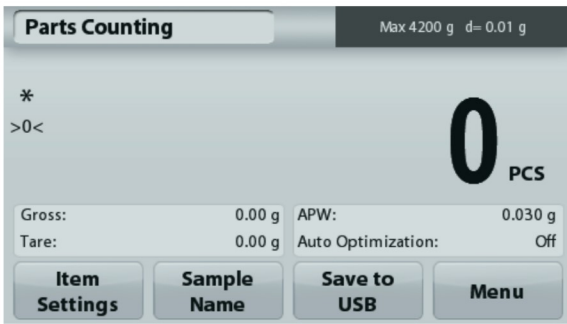 Parts Counting
Max 4200 g d= 0.01 g
*
>0<
0 PCS
Gross: 0.00 g
APW: 0.030 g
Tare: 0.00 g
Auto Optimization: Off
Item
Settings
Sample
Name
Save to
USB
Menu